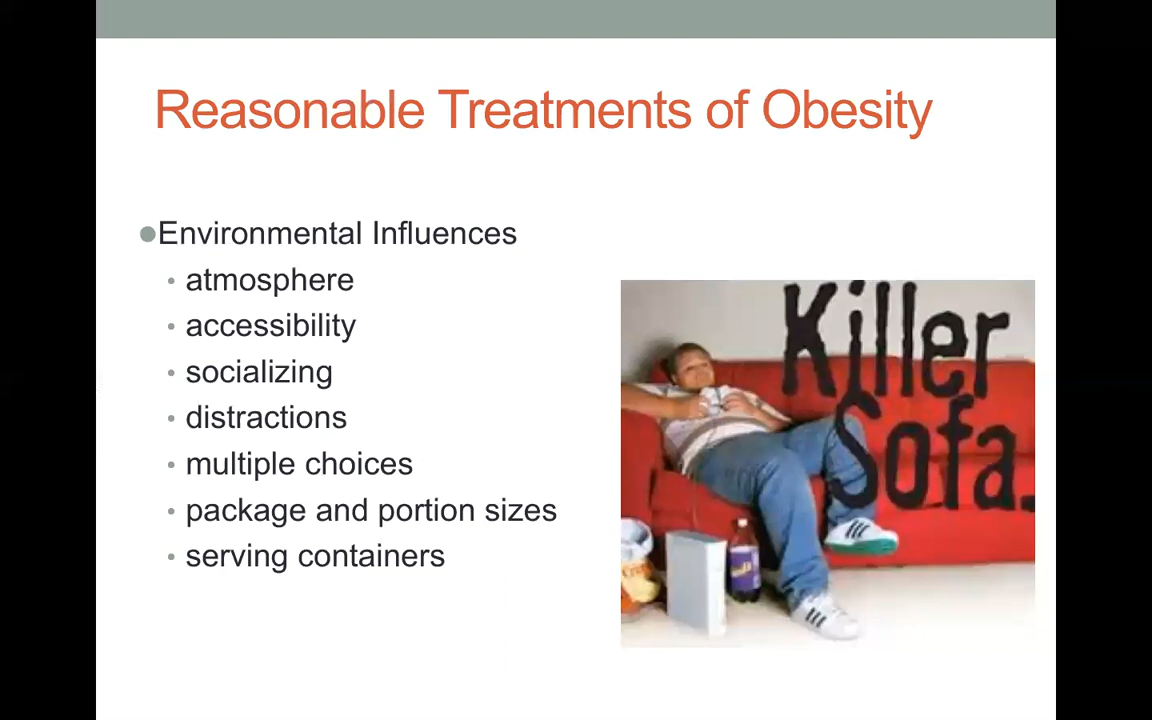 Reasonable Treatments of Obesity
●Environmental Influences
• atmosphere
• accessibility
• socializing
• distractions
• multiple choices
• package and portion sizes
• serving containers
Killer
Sofa.